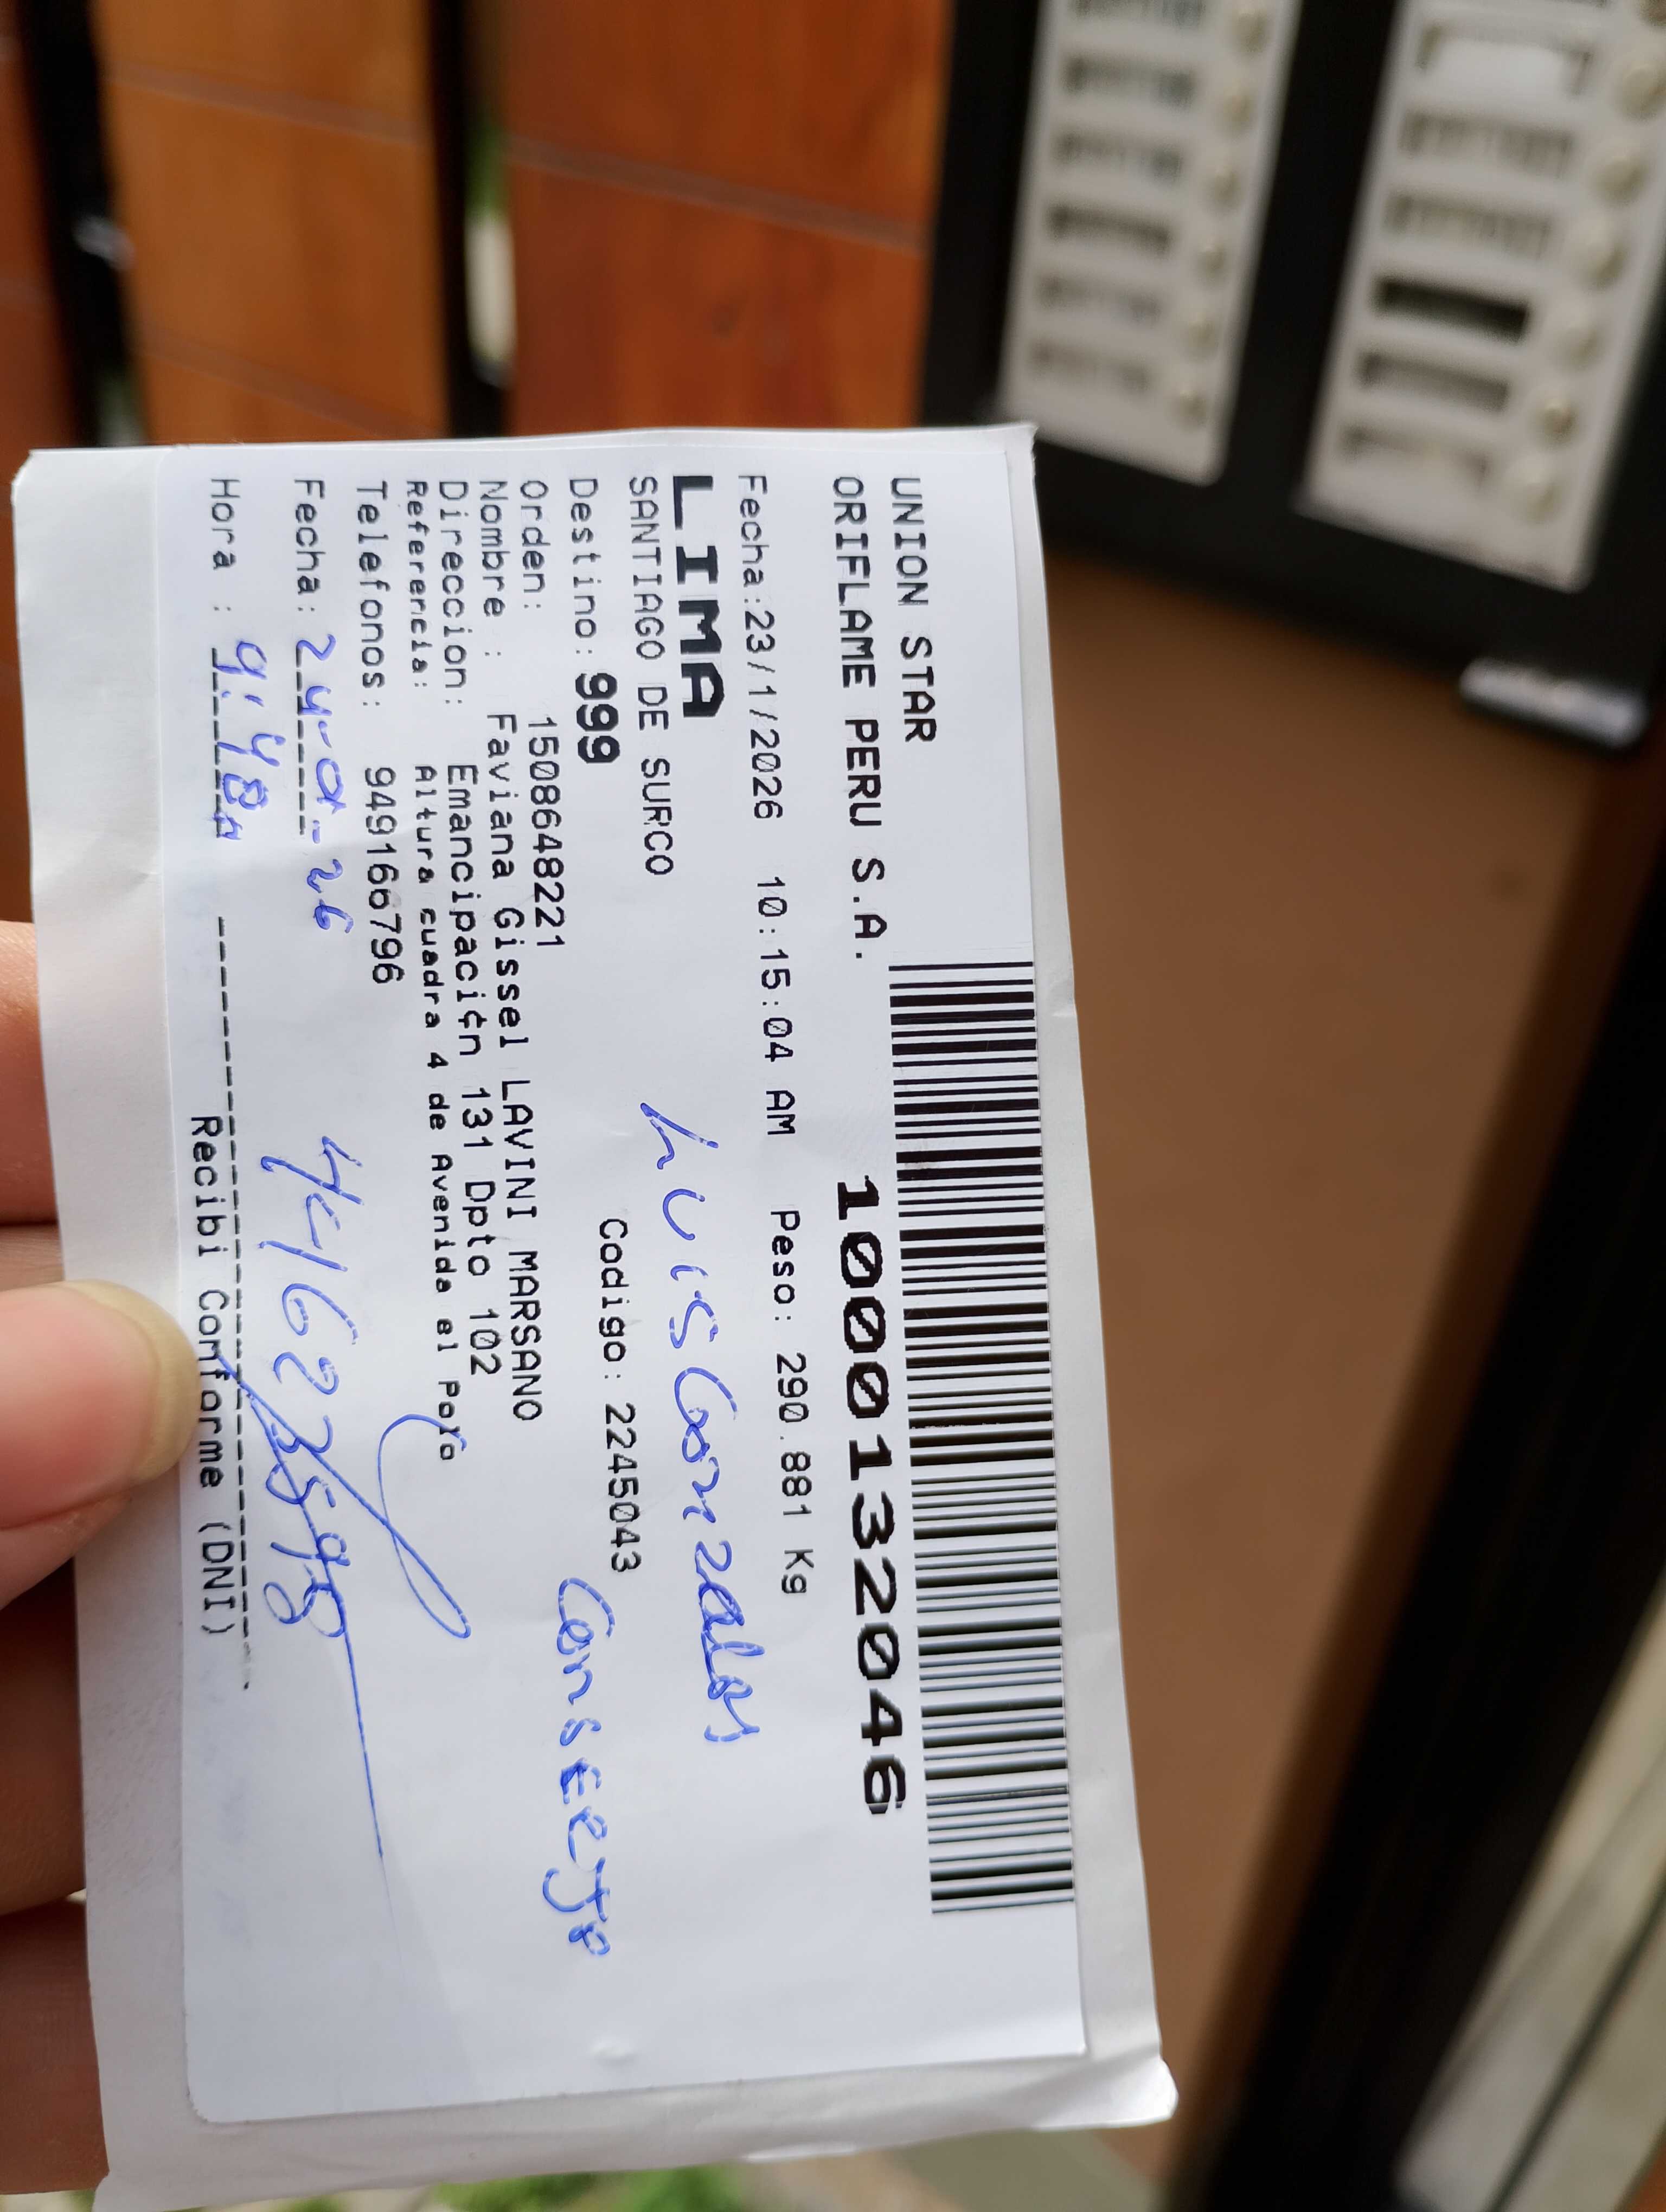 UNION STAR
ORIFLAME PERU S.A. 1000132046
Fecha:23/1/2026 10:15:04 AM Peso: 290.881 Kg
LIMA
Luis Gonzales
SANTIAGO DE SURCO
Destino: 999 Codigo: 2245043
Conserje
Orden: 1508648221
Nombre : Faviana Gissel LAVINI MARSANO
Direccion: Emancipaci¢n 131 Dpto 102
Referencia: Altura cuadra 4 de Avenida el Polo
Telefonos: 949166796
Fecha: 24-01-26
Hora : 9:48A
Recibi Comforme (DNI)